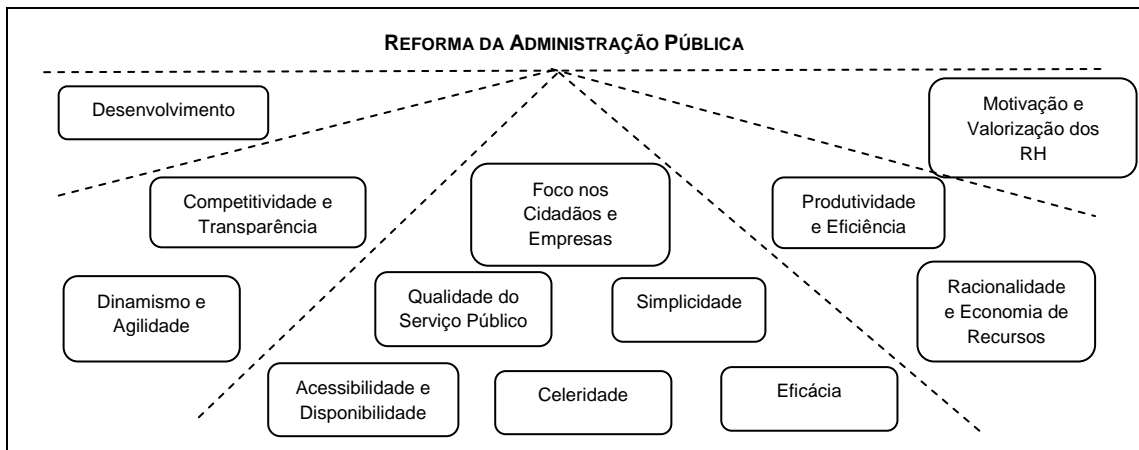 REFORMA DA ADMINISTRAÇÃO PÚBLICA
Desenvolvimento
Motivação e
Valorização dos
RH
Competitividade e
Transparência
Foco nos
Cidadãos e
Empresas
Produtividade
e Eficiência
Dinamismo e
Agilidade
Qualidade do
Serviço Público
Simplicidade
Racionalidade
e Economia de
Recursos
Acessibilidade e
Disponibilidade
Celeridade
Eficácia